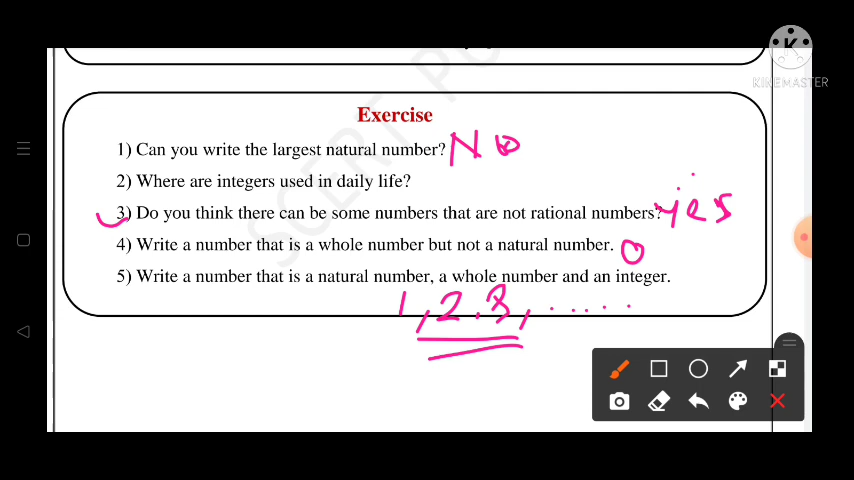 K
KINEMASTER
SCERT
Exercise
1) Can you write the largest natural number? No
2) Where are integers used in daily life?
3) Do you think there can be some numbers that are not rational numbers? yes
4) Write a number that is a whole number but not a natural number. 0
5) Write a number that is a natural number, a whole number and an integer.
1, 2. 3, ......